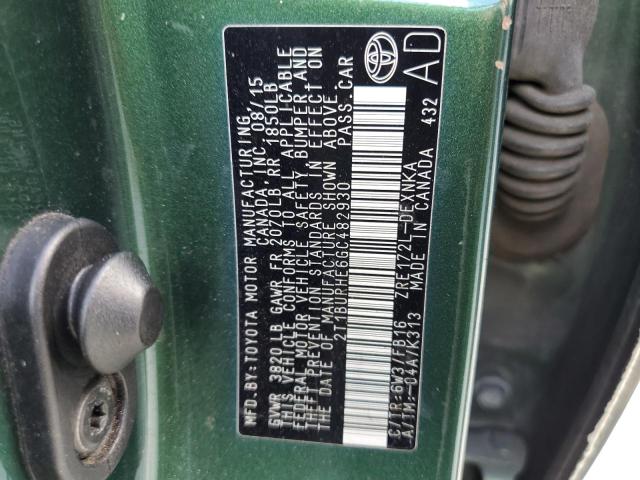 MFD.BY: TOYOTA MOTOR MANUFACTURING,
CANADA, INC. 08/15
GVWR 3820LB GAWR FR 2070LB, RR 1850LB
THIS VEHICLE CONFORMS TO ALL APPLICABLE
FEDERAL MOTOR VEHICLE SAFETY, BUMPER, AND
THEFT PREVENTION STANDARDS IN EFFECT ON
THE DATE OF MANUFACTURE SHOWN ABOVE.
2T1BURHE6GC482930 PASS.CAR
C/TR:6W3/FB16 ZRE172L-DEXNKA
A/TM:-04A/K313 MADE IN CANADA 432
AD